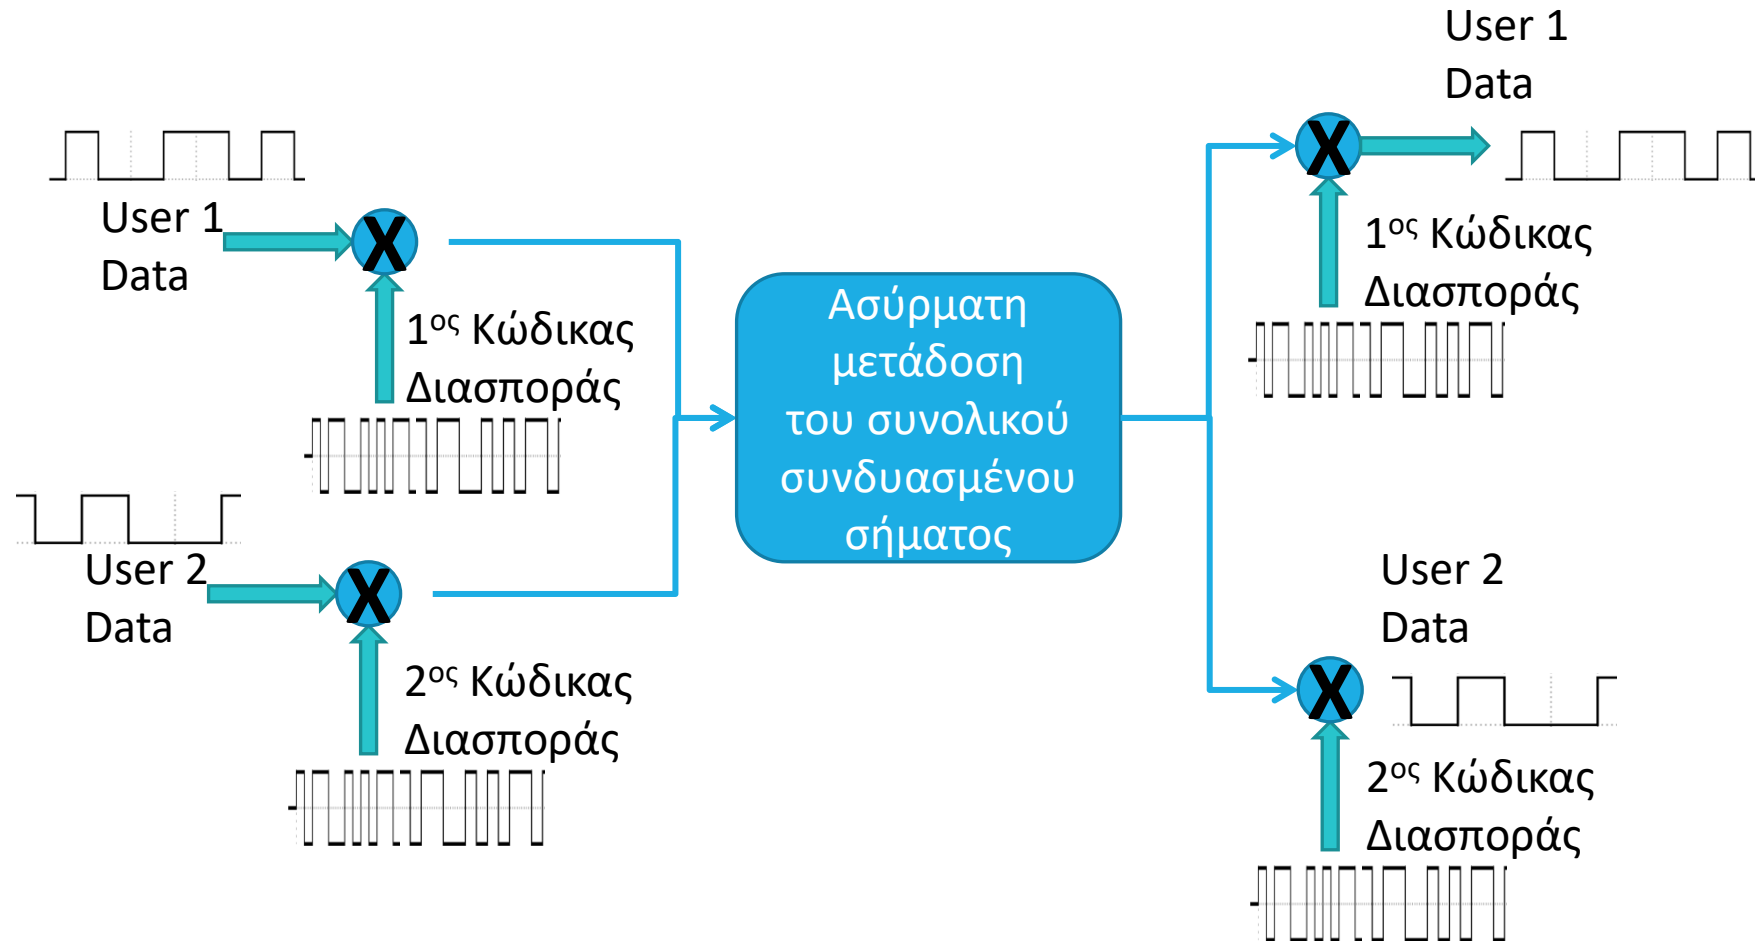 User 1
Data
1ος Κώδικας
Διασποράς
User 2
Data
2ος Κώδικας
Διασποράς
Ασύρματη
μετάδοση
του συνολικού
συνδυασμένου
σήματος
User 1
Data
1ος Κώδικας
Διασποράς
User 2
Data
2ος Κώδικας
Διασποράς
X
X
X
X